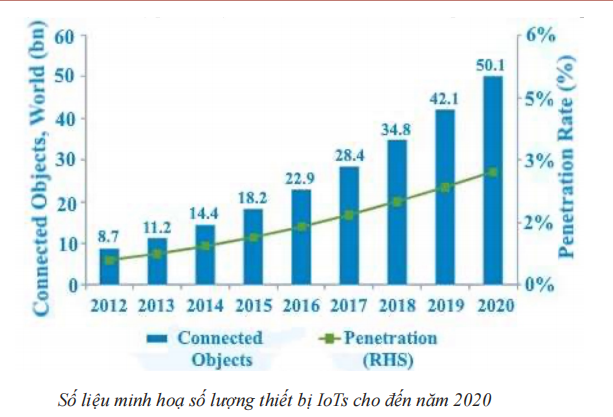 Connected Objects, World (bn)
60
50
40
30
20
10
0
8.7
11.2
14.4
18.2
22.9
28.4
34.8
42.1
50.1
6%
5%
3%
2%
0%
Penetration Rate (%)
2012 2013 2014 2015 2016 2017 2018 2019 2020
Connected
Objects
Penetration
(RHS)
Số liệu minh hoạ số lượng thiết bị IoTs cho đến năm 2020